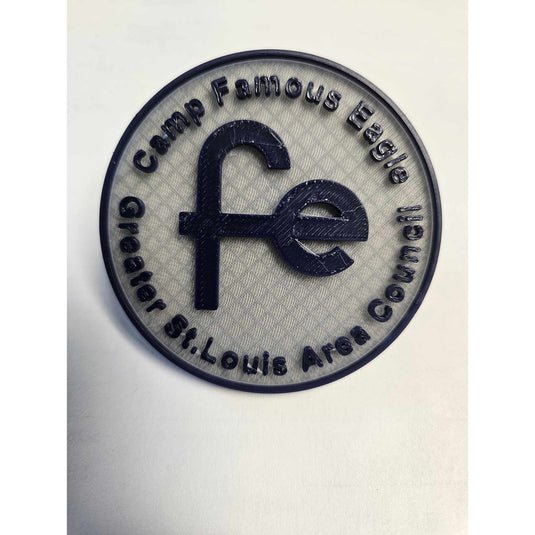 Camp Famous Eagle
fe
Greater St.Louis Area Council